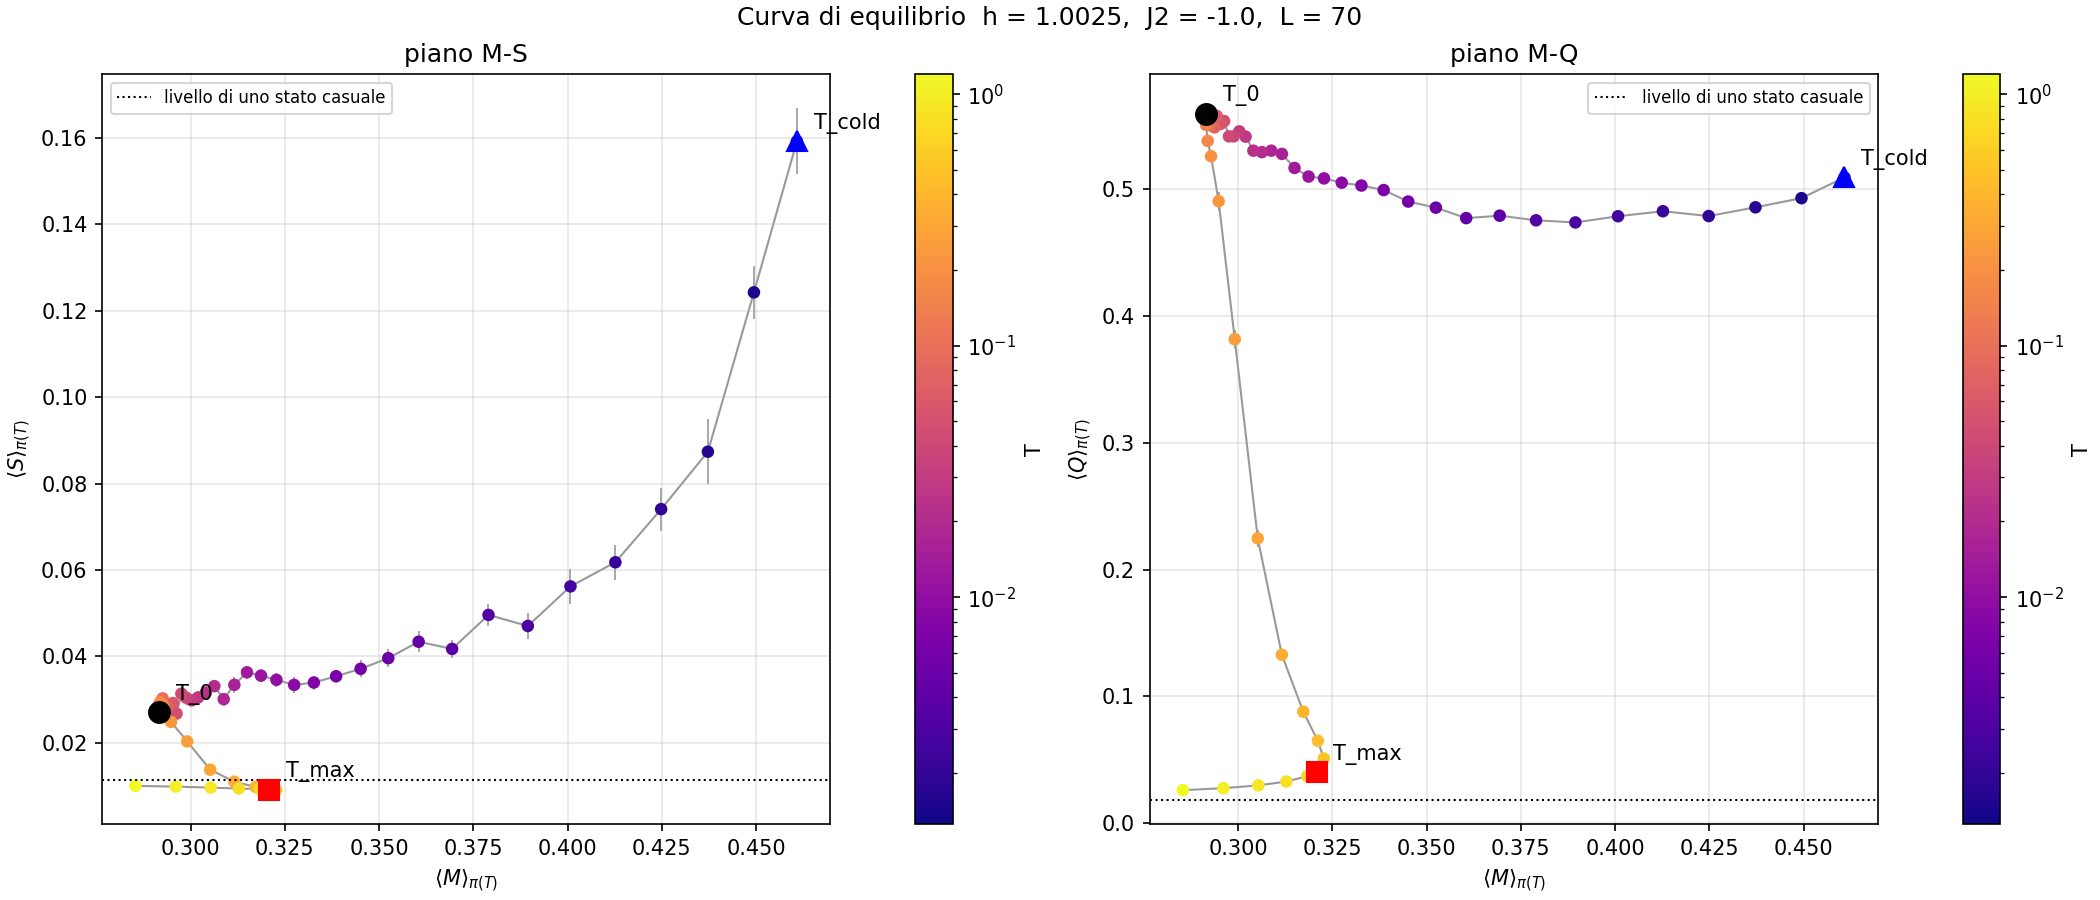 Curva di equilibrio h = 1.0025, J2 = -1.0, L = 70
piano M-S
livello di uno stato casuale
T_cold
T_0
T_max
0.16
0.14
0.12
0.10
0.08
0.06
0.04
0.02
⟨S⟩π(T)
0.300
0.325
0.350
0.375
0.400
0.425
0.450
⟨M⟩π(T)
10⁰
10⁻¹
10⁻²
T
piano M-Q
livello di uno stato casuale
T_0
T_cold
T_max
0.5
0.4
0.3
0.2
0.1
0.0
⟨Q⟩π(T)
0.300
0.325
0.350
0.375
0.400
0.425
0.450
⟨M⟩π(T)
10⁰
10⁻¹
10⁻²
T